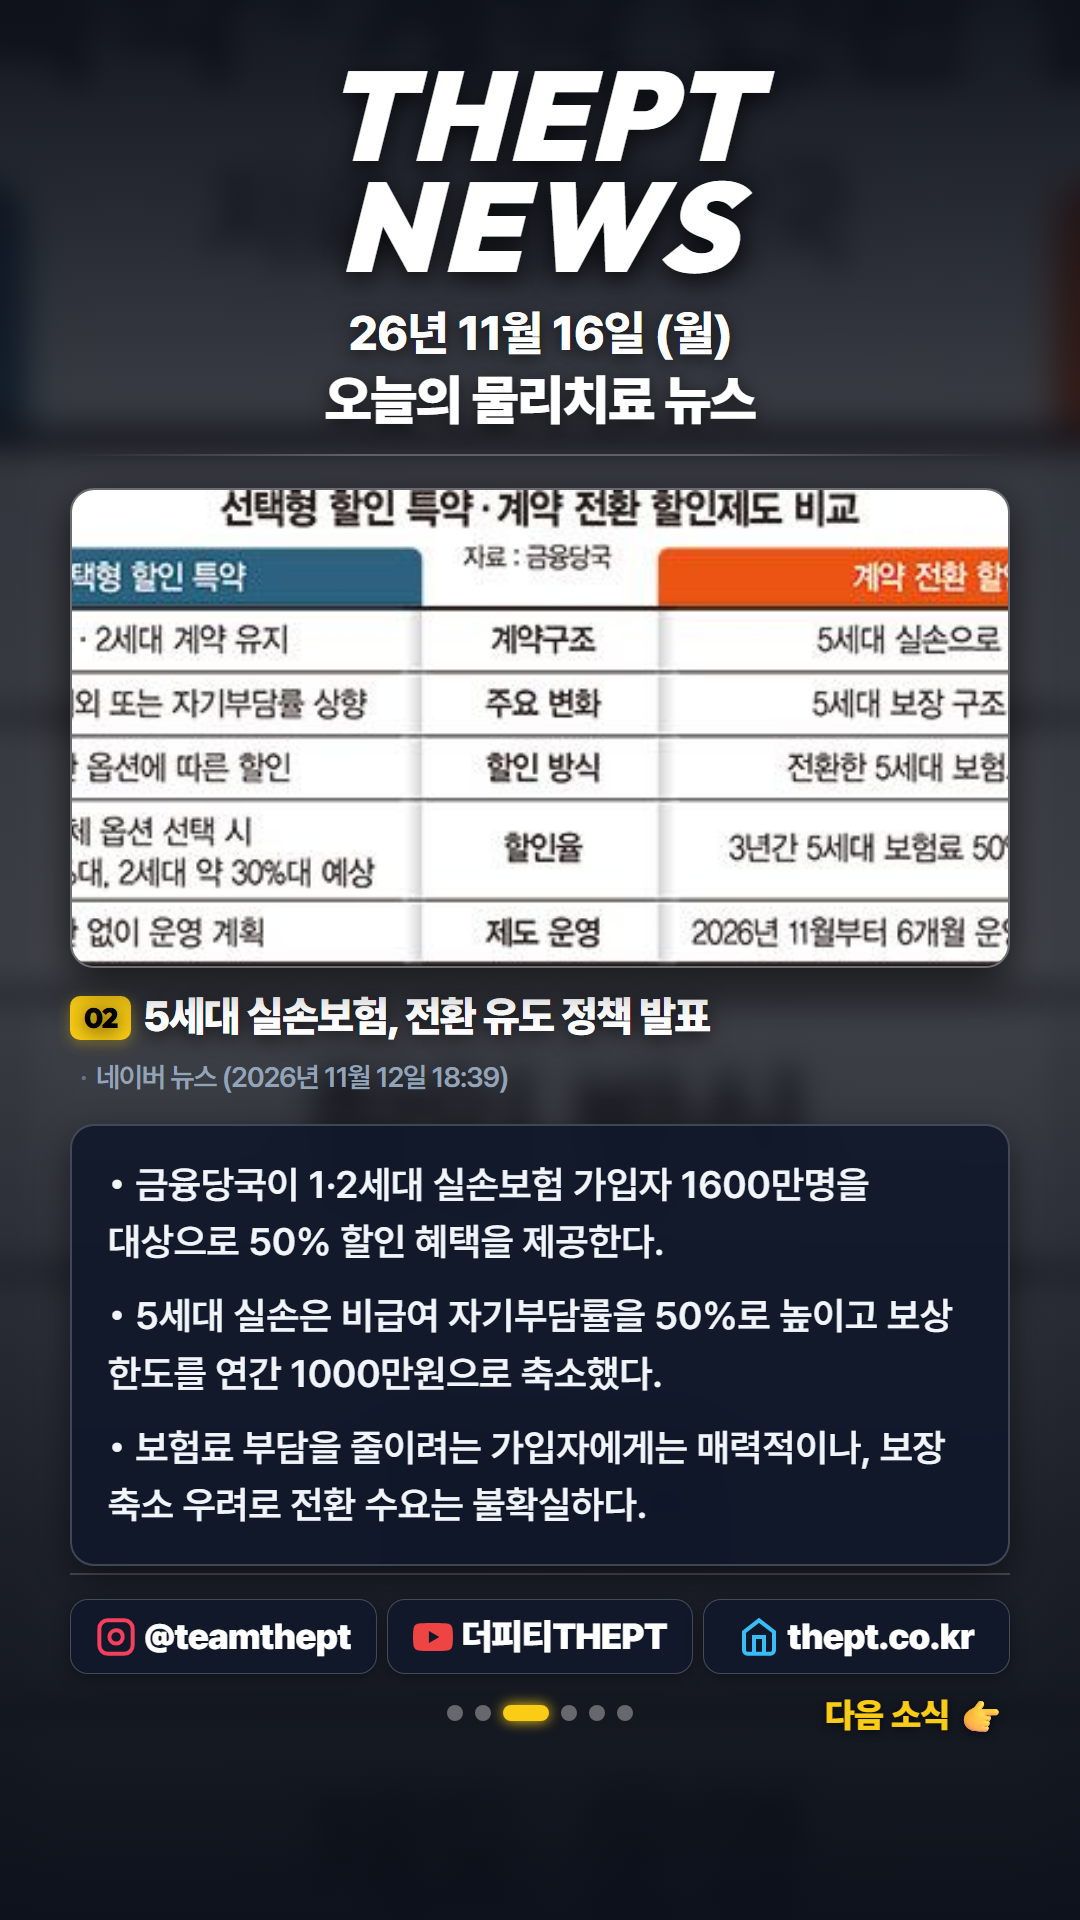 THEPT
NEWS
26년 11월 16일 (월)
오늘의 물리치료 뉴스
선택형 할인 특약·계약 전환 할인제도 비교
자료 : 금융당국
택형 할인 특약
계약 전환 할
· 2세대 계약 유지
계약구조
5세대 실손으로
외 또는 자기부담률 상향
주요 변화
5세대 보장 구조
옵션에 따른 할인
할인 방식
전환한 5세대 보험
옵션 선택 시
대, 2세대 약 30%대 예상
할인율
3년간 5세대 보험료 50
없이 운영 계획
제도 운영
2026년 11월부터 6개월 운
02 5세대 실손보험, 전환 유도 정책 발표
· 네이버 뉴스 (2026년 11월 12일 18:39)
• 금융당국이 1·2세대 실손보험 가입자 1600만명을
대상으로 50% 할인 혜택을 제공한다.
• 5세대 실손은 비급여 자기부담률을 50%로 높이고 보상
한도를 연간 1000만원으로 축소했다.
• 보험료 부담을 줄이려는 가입자에게는 매력적이나, 보장
축소 우려로 전환 수요는 불확실하다.
@teamthept
더피티THEPT
thept.co.kr
다음 소식 👉